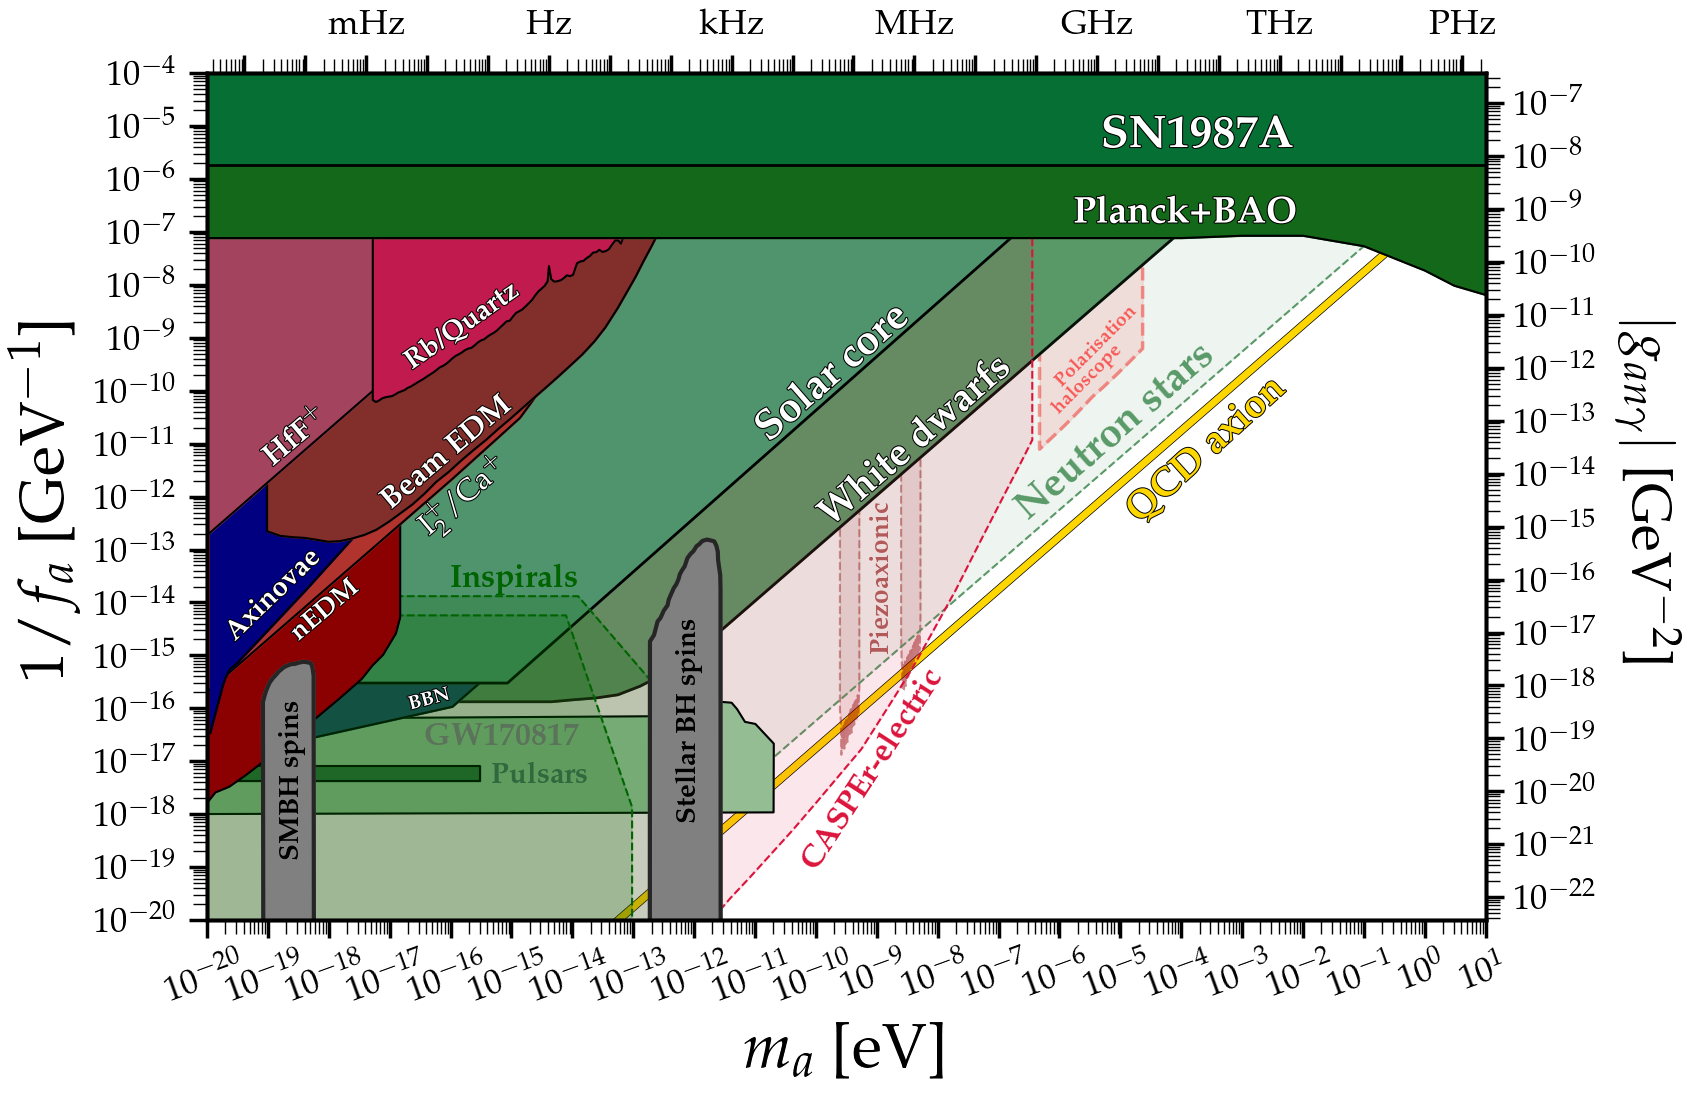 mHz Hz kHz MHz GHz THz PHz
10⁻⁴
10⁻⁵
10⁻⁶
10⁻⁷
10⁻⁸
10⁻⁹
10⁻¹⁰
10⁻¹¹
10⁻¹²
10⁻¹³
10⁻¹⁴
10⁻¹⁵
10⁻¹⁶
10⁻¹⁷
10⁻¹⁸
10⁻¹⁹
10⁻²⁰
1/fₐ [GeV⁻¹]
SN1987A
Planck+BAO
Rb/Quartz
HfF⁺
Beam EDM
I₂⁺/Ca⁺
Solar core
White dwarfs
Polarisation
haloscope
Neutron stars
QCD axion
Axinovae
nEDM
Inspirals
Piezoaxionic
BBN
GW170817
Pulsars
SMBH spins
Stellar BH spins
CASPEr-electric
10⁻⁷
10⁻⁸
10⁻⁹
10⁻¹⁰
10⁻¹¹
10⁻¹²
10⁻¹³
10⁻¹⁴
10⁻¹⁵
10⁻¹⁶
10⁻¹⁷
10⁻¹⁸
10⁻¹⁹
10⁻²⁰
10⁻²¹
10⁻²²
|gₐₙᵧ| [GeV⁻²]
10⁻²⁰ 10⁻¹⁹ 10⁻¹⁸ 10⁻¹⁷ 10⁻¹⁶ 10⁻¹⁵ 10⁻¹⁴ 10⁻¹³ 10⁻¹² 10⁻¹¹ 10⁻¹⁰ 10⁻⁹ 10⁻⁸ 10⁻⁷ 10⁻⁶ 10⁻⁵ 10⁻⁴ 10⁻³ 10⁻² 10⁻¹ 10⁰ 10¹
mₐ [eV]